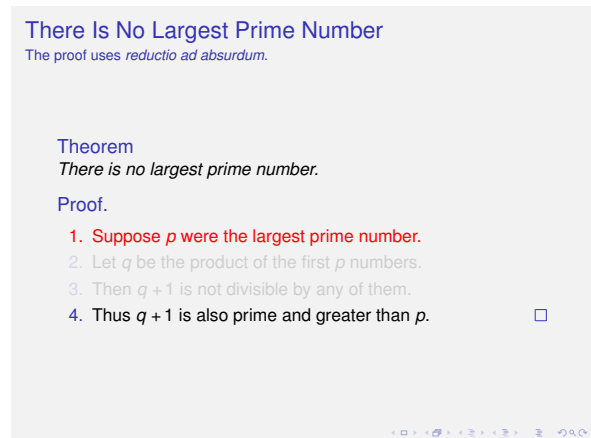 There Is No Largest Prime Number
The proof uses reductio ad absurdum.
Theorem
There is no largest prime number.
Proof.
1. Suppose p were the largest prime number.
2. Let q be the product of the first p numbers.
3. Then q + 1 is not divisible by any of them.
4. Thus q + 1 is also prime and greater than p. □